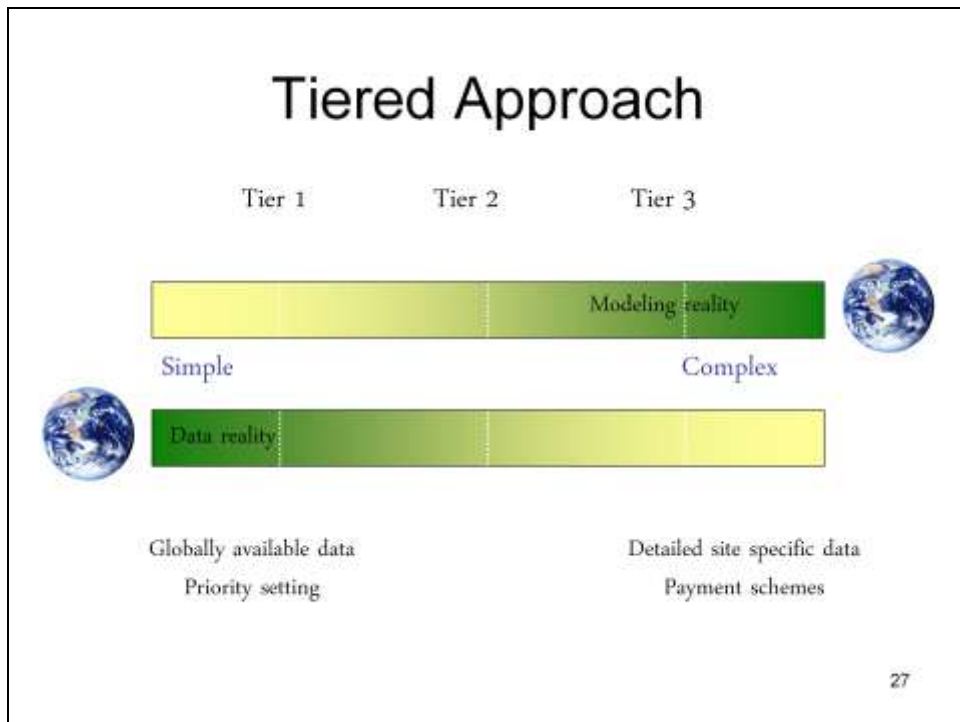 Tiered Approach
Tier 1 Tier 2 Tier 3
Modeling reality
Simple Complex
Data reality
Globally available data Detailed site specific data
Priority setting Payment schemes
27